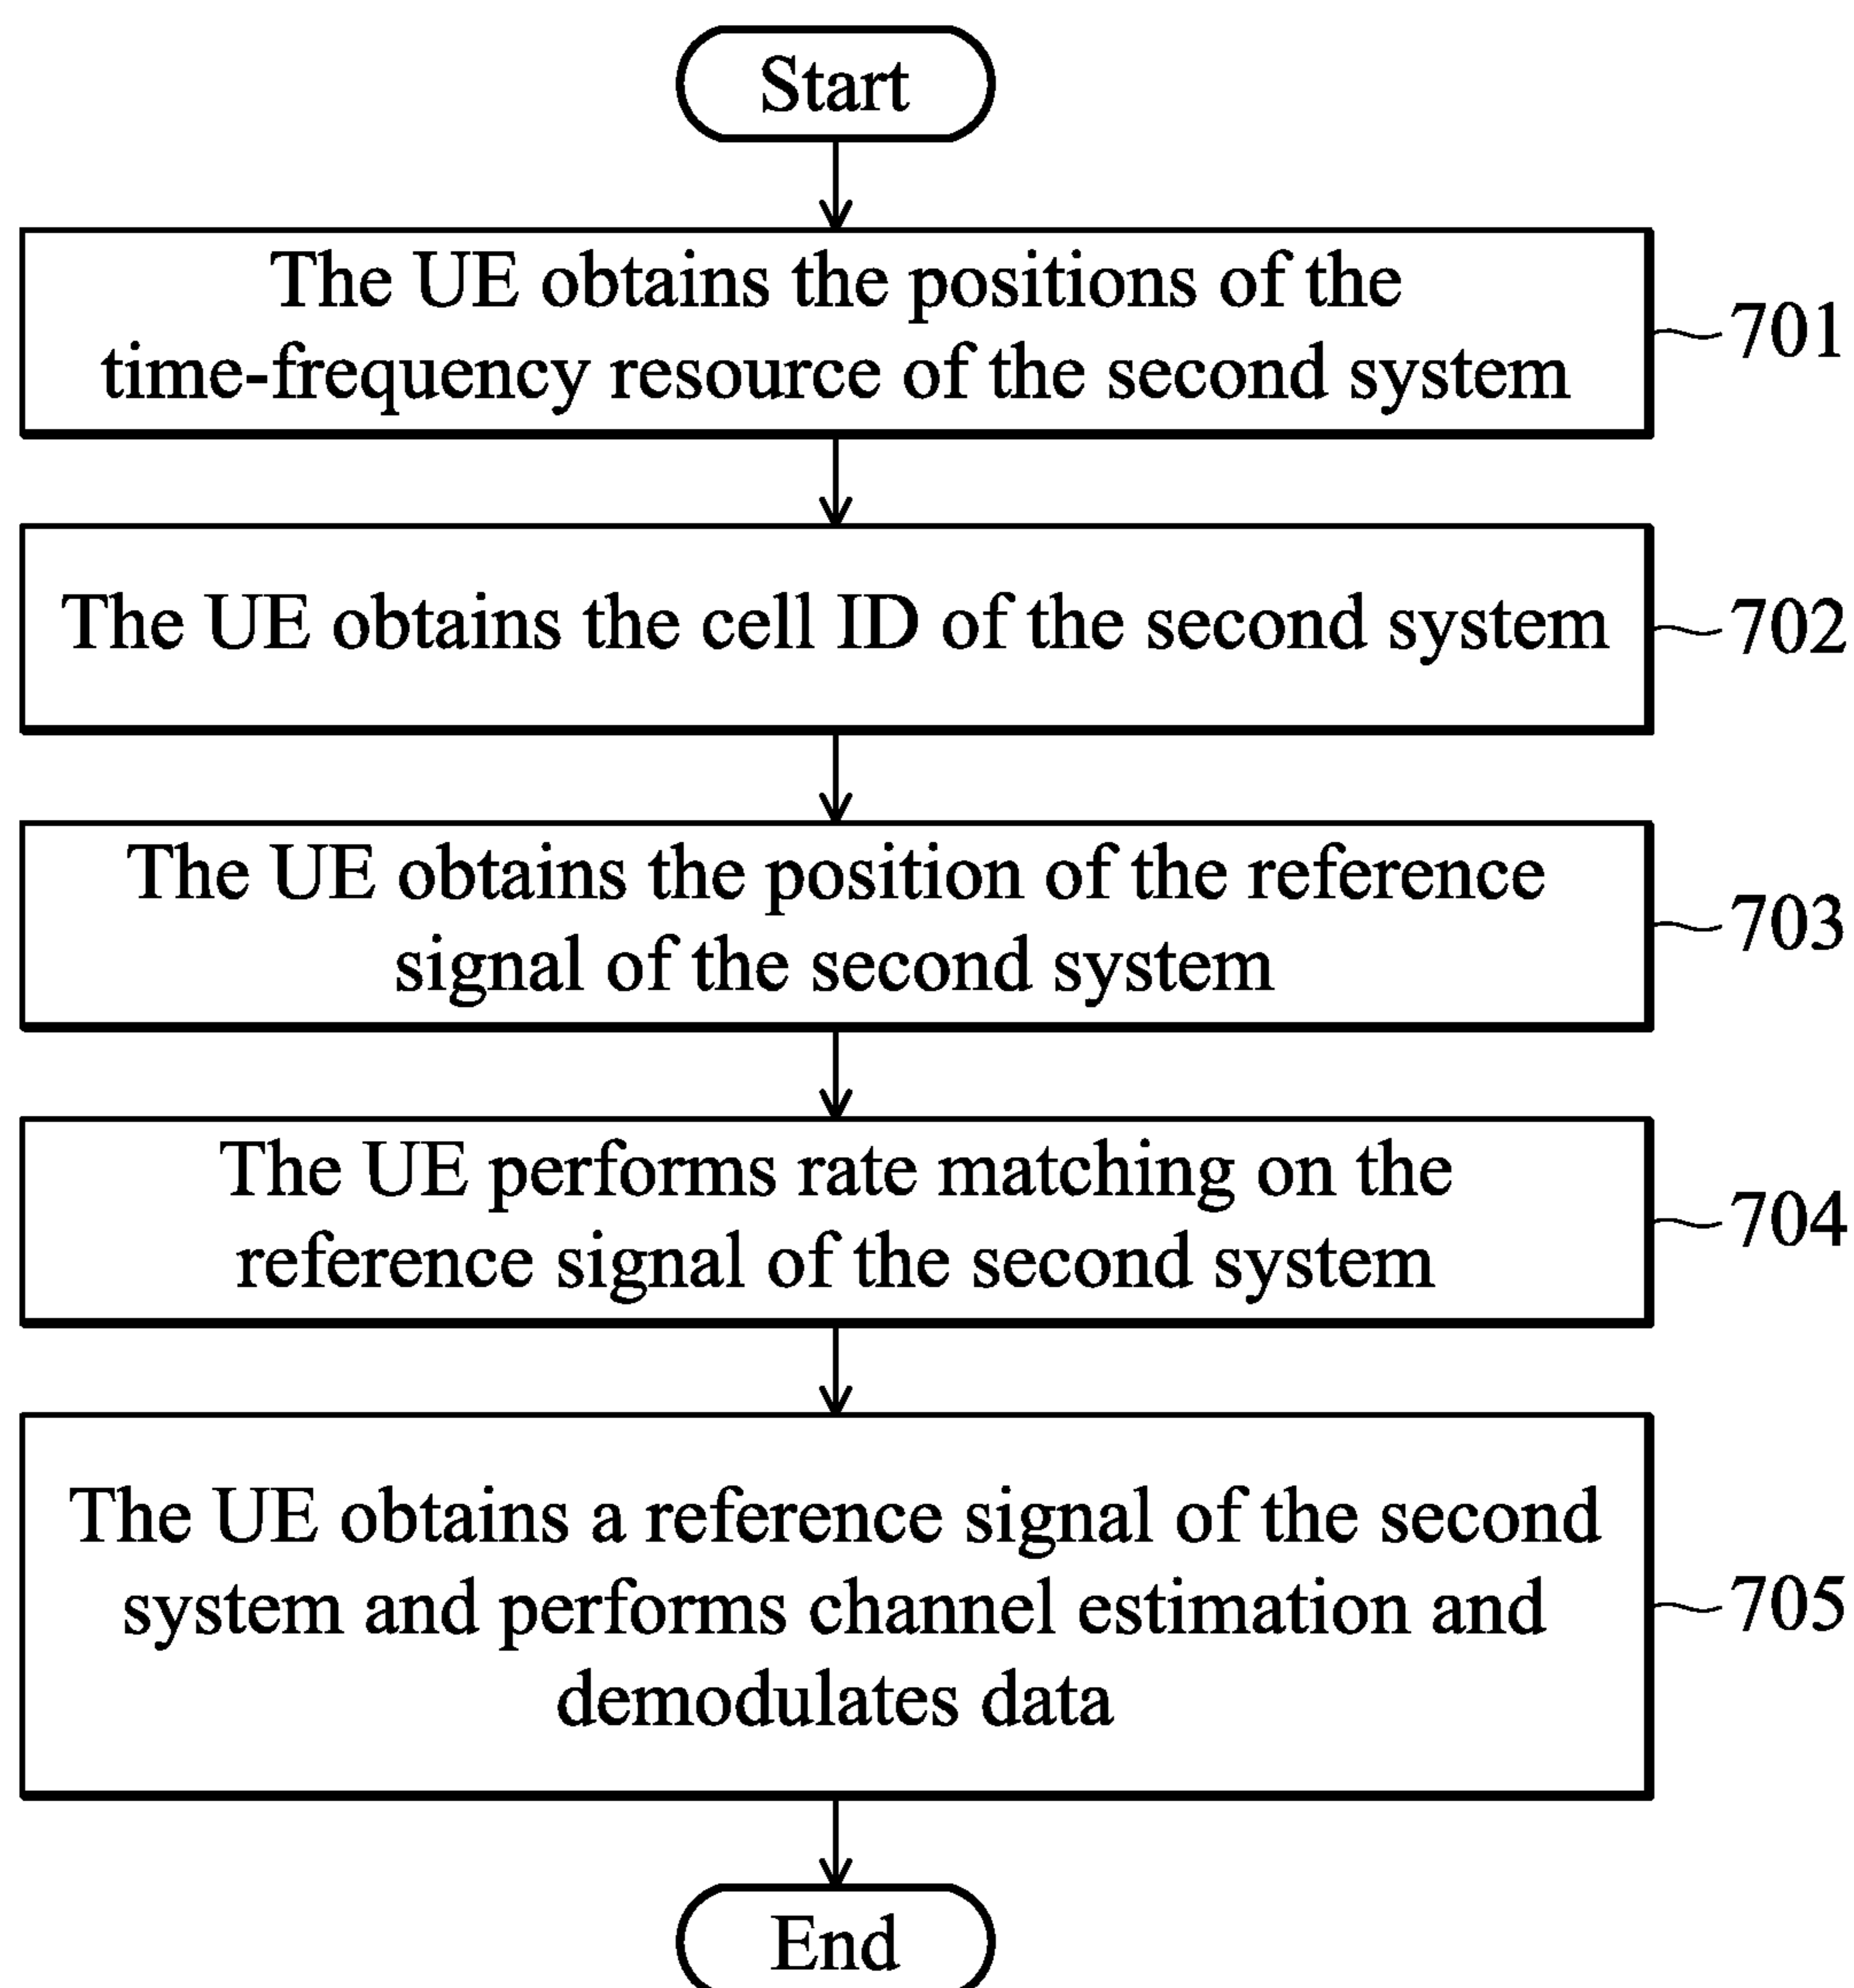 Start
The UE obtains the positions of the
time-frequency resource of the second system
701
The UE obtains the cell ID of the second system
702
The UE obtains the position of the reference
signal of the second system
703
The UE performs rate matching on the
reference signal of the second system
704
The UE obtains a reference signal of the second
system and performs channel estimation and
demodulates data
705
End